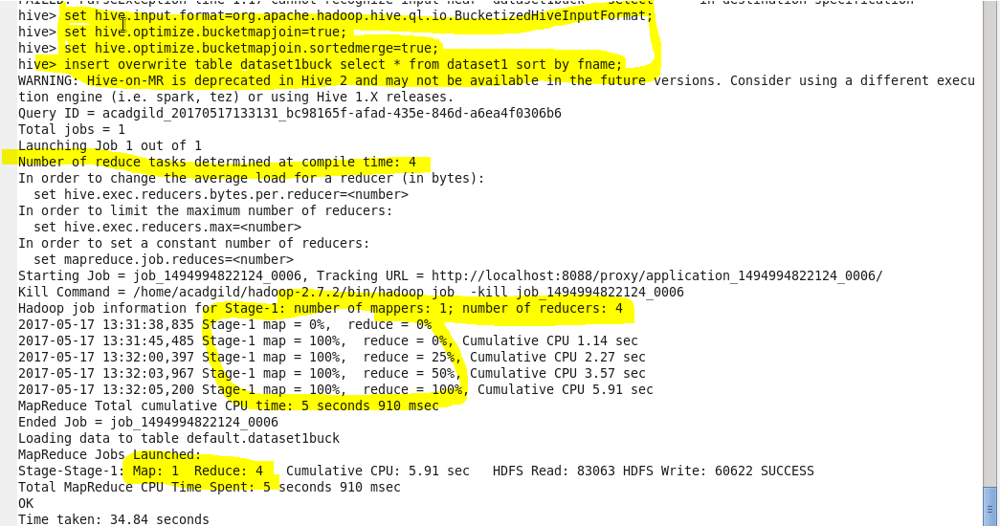 FAILED: ParseException line 1:17 cannot recognize input near 'dataset1buck' 'select' in destination specification
hive> set hive.input.format=org.apache.hadoop.hive.ql.io.BucketizedHiveInputFormat;
hive> set hive.optimize.bucketmapjoin=true;
hive> set hive.optimize.bucketmapjoin.sortedmerge=true;
hive> insert overwrite table dataset1buck select * from dataset1 sort by fname;
WARNING: Hive-on-MR is deprecated in Hive 2 and may not be available in the future versions. Consider using a different execu
tion engine (i.e. spark, tez) or using Hive 1.X releases.
Query ID = acadgild_20170517133131_bc98165f-afad-435e-846d-a6ea4f0306b6
Total jobs = 1
Launching Job 1 out of 1
Number of reduce tasks determined at compile time: 4
In order to change the average load for a reducer (in bytes):
  set hive.exec.reducers.bytes.per.reducer=<number>
In order to limit the maximum number of reducers:
  set hive.exec.reducers.max=<number>
In order to set a constant number of reducers:
  set mapreduce.job.reduces=<number>
Starting Job = job_1494994822124_0006, Tracking URL = http://localhost:8088/proxy/application_1494994822124_0006/
Kill Command = /home/acadgild/hadoop-2.7.2/bin/hadoop job  -kill job_1494994822124_0006
Hadoop job information for Stage-1: number of mappers: 1; number of reducers: 4
2017-05-17 13:31:38,835 Stage-1 map = 0%,  reduce = 0%
2017-05-17 13:31:45,485 Stage-1 map = 100%,  reduce = 0%, Cumulative CPU 1.14 sec
2017-05-17 13:32:00,397 Stage-1 map = 100%,  reduce = 25%, Cumulative CPU 2.27 sec
2017-05-17 13:32:03,967 Stage-1 map = 100%,  reduce = 50%, Cumulative CPU 3.57 sec
2017-05-17 13:32:05,200 Stage-1 map = 100%,  reduce = 100%, Cumulative CPU 5.91 sec
MapReduce Total cumulative CPU time: 5 seconds 910 msec
Ended Job = job_1494994822124_0006
Loading data to table default.dataset1buck
MapReduce Jobs Launched:
Stage-Stage-1: Map: 1  Reduce: 4   Cumulative CPU: 5.91 sec   HDFS Read: 83063 HDFS Write: 60622 SUCCESS
Total MapReduce CPU Time Spent: 5 seconds 910 msec
OK
Time taken: 34.84 seconds